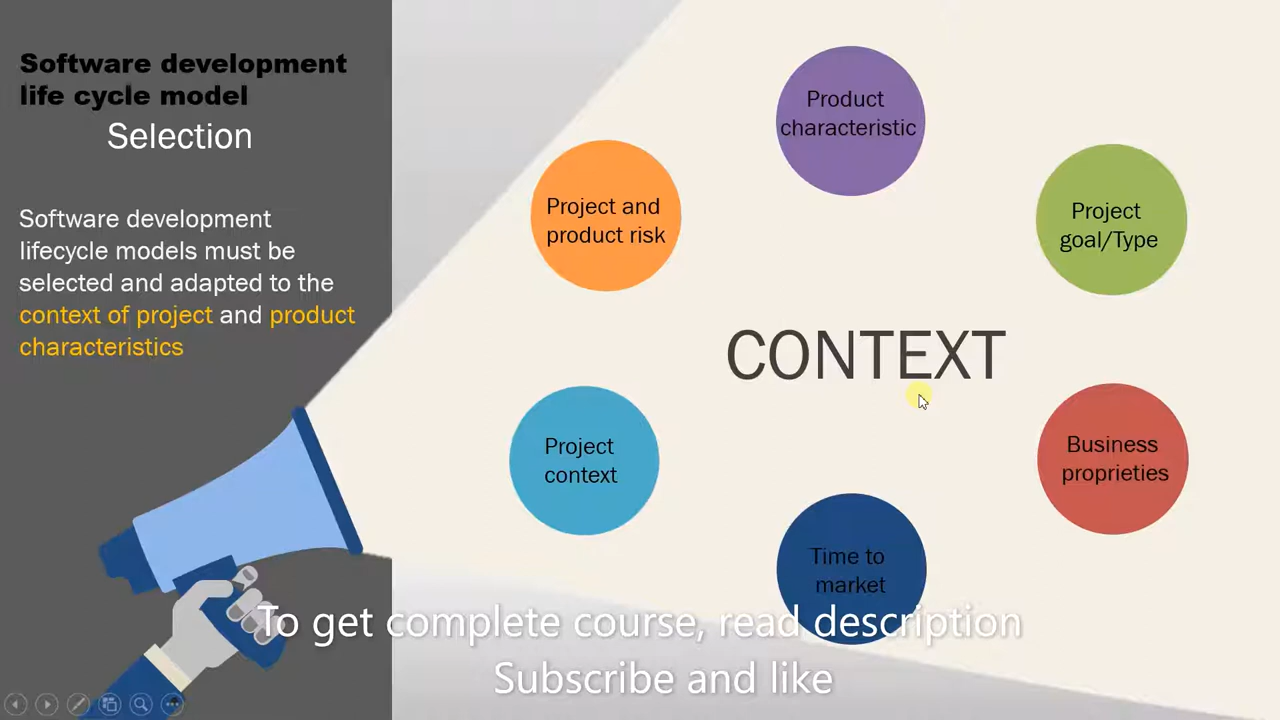 Software development
life cycle model
Selection
Software development
lifecycle models must be
selected and adapted to the
context of project and product
characteristics
Product
characteristic
Project and
product risk
Project
goal/Type
CONTEXT
Project
context
Business
proprieties
Time to
market
To get complete course, read description
Subscribe and like